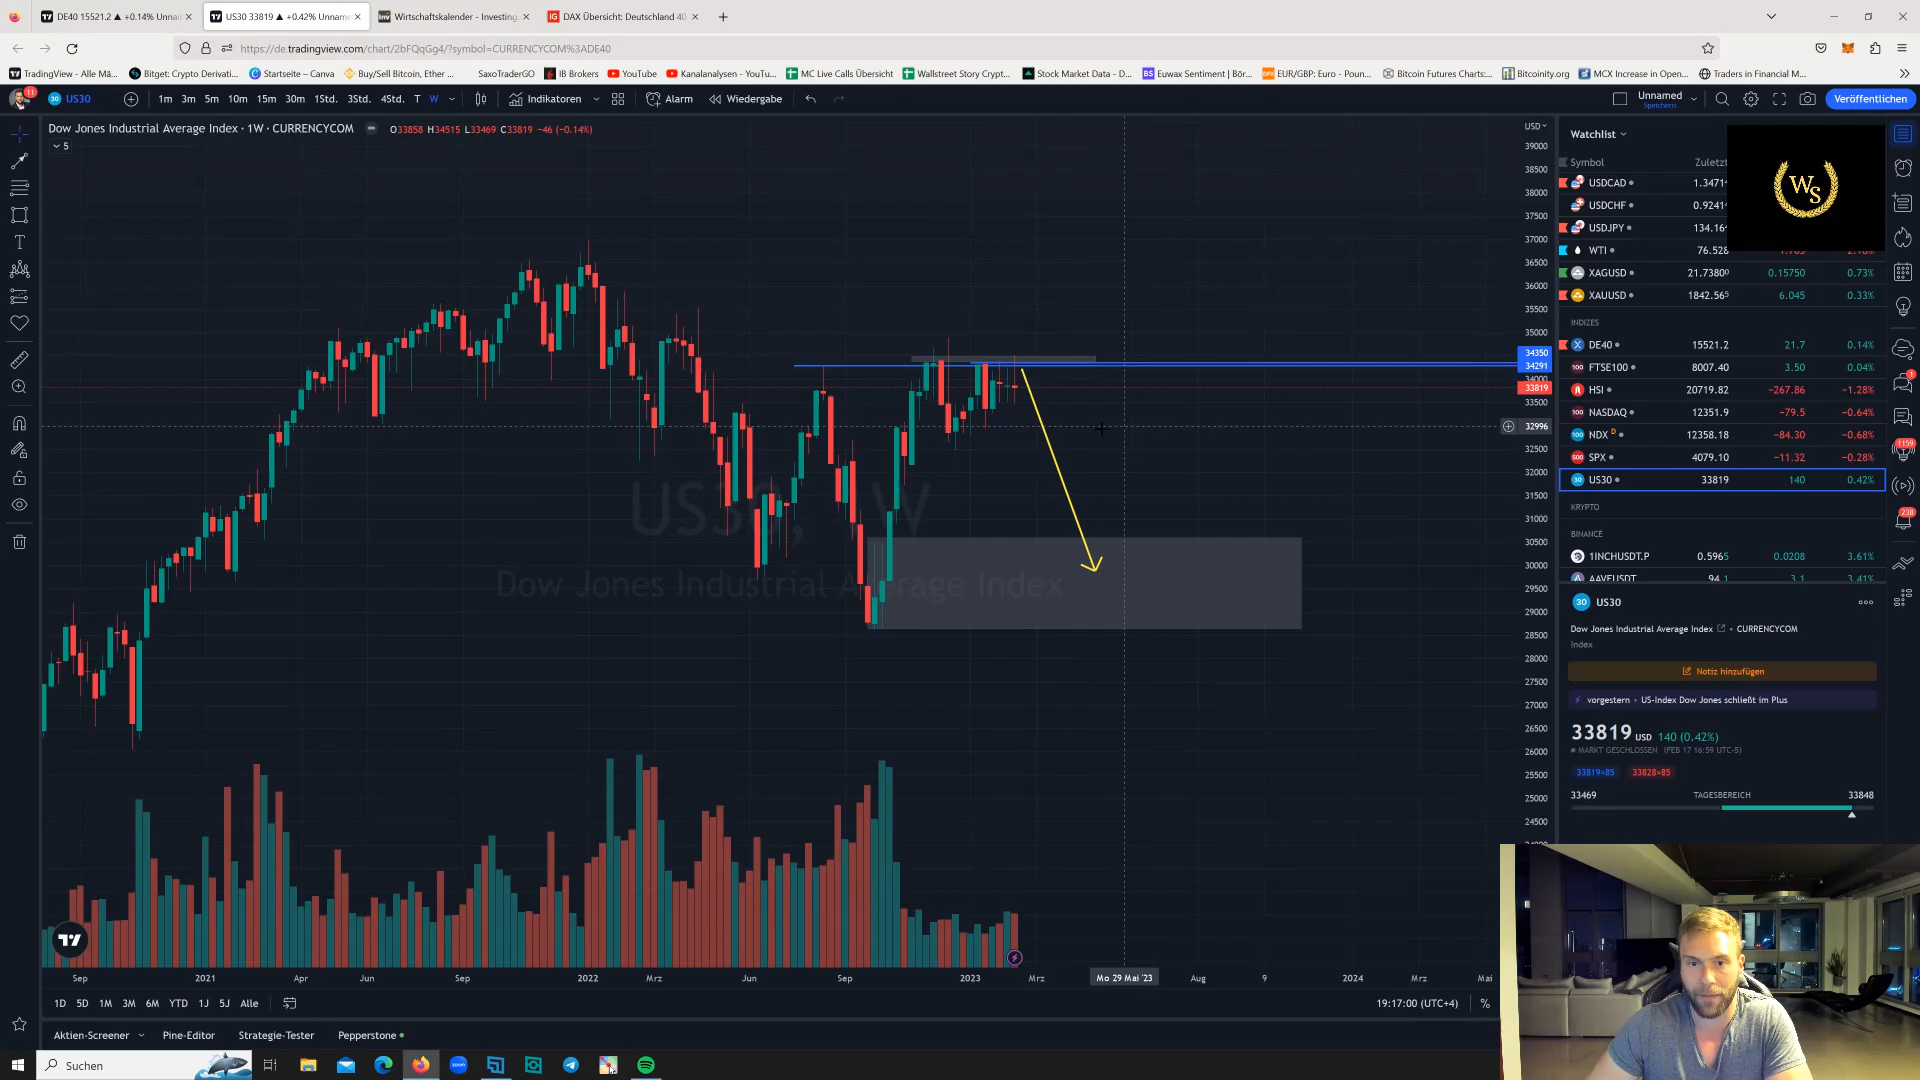 DE40 15521.2 ▲ +0.14% Unnan
US30 33819 ▲ +0.42% Unname
Wirtschaftskalender - Investing
DAX Übersicht: Deutschland 40
https://de.tradingview.com/chart/2bFQqGg4/?symbol=CURRENCYCOM%3ADE40
TradingView - Alle Mä...
Bitget: Crypto Derivati...
Startseite – Canva
Buy/Sell Bitcoin, Ether ...
SaxoTraderGO
IB Brokers
YouTube
Kanalanalysen - YouTu...
MC Live Calls Übersicht
Wallstreet Story Crypt...
Stock Market Data - D...
Euwax Sentiment | Bör...
EUR/GBP: Euro - Poun...
Bitcoin Futures Charts:...
Bitcoinity.org
MCX Increase in Open...
Traders in Financial M...
11
US30
1m 3m 5m 10m 15m 30m 1Std. 3Std. 4Std. T W
Indikatoren
Alarm
Wiedergabe
Unnamed
Speichern
Veröffentlichen
Dow Jones Industrial Average Index · 1W · CURRENCYCOM
O33858 H34515 L33469 C33819 −46 (−0.14%)
5
USD
39000
38500
38000
37500
37000
36500
36000
35500
35000
34500
34350
34291
34000
33819
33500
32996
32500
32000
31500
31000
30500
30000
29500
29000
28500
28000
27500
27000
26500
26000
25500
25000
24500
US30, 1W
Dow Jones Industrial Average Index
Sep 2021 Apr Jun Sep 2022 Mrz Jun Sep 2023 Mrz Mo 29 Mai '23 Aug 9 2024 Mrz Mai
1D 5D 1M 3M 6M YTD 1J 5J Alle
19:17:00 (UTC+4)
%
Aktien-Screener
Pine-Editor
Strategie-Tester
Pepperstone
Suchen
Watchlist
WS
Symbol Zuletzt
USDCAD 1.3471
USDCHF 0.9241
USDJPY 134.16
WTI 76.528
XAGUSD 21.7380 0.15750 0.73%
XAUUSD 1842.565 6.045 0.33%
INDIZES
DE40 15521.2 21.7 0.14%
FTSE100 8007.40 3.50 0.04%
HSI 20719.82 −267.86 −1.28%
NASDAQ 12351.9 −79.5 −0.64%
NDX D 12358.18 −84.30 −0.68%
SPX 4079.10 −11.32 −0.28%
US30 33819 140 0.42%
KRYPTO
BINANCE
1INCHUSDT.P 0.5965 0.0208 3.61%
AAVEUSDT 94.1 3.1 3.41%
30 US30
Dow Jones Industrial Average Index • CURRENCYCOM
Index
Notiz hinzufügen
vorgestern • US-Index Dow Jones schließt im Plus
33819 USD 140 (0.42%)
MARKT GESCHLOSSEN (FEB 17 16:59 UTC-5)
33819×85 33828×85
33469 TAGESBEREICH 33848
1
1159
238